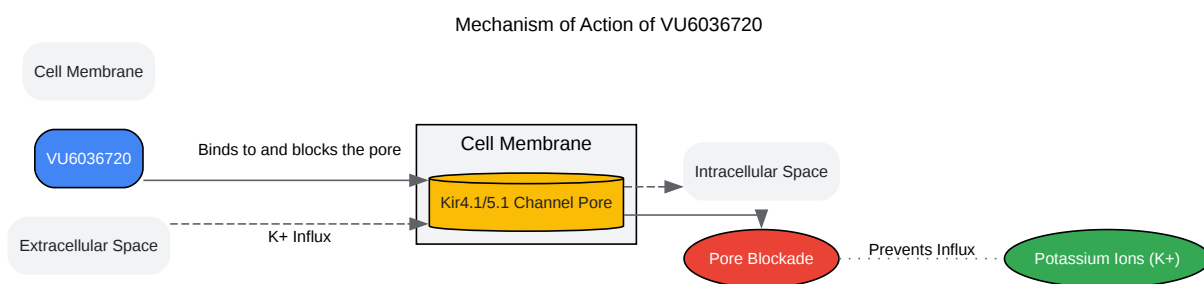 Mechanism of Action of VU6036720
Cell Membrane
VU6036720
Binds to and blocks the pore
Cell Membrane
Kir4.1/5.1 Channel Pore
Intracellular Space
Extracellular Space
K+ Influx
Pore Blockade
Prevents Influx
Potassium Ions (K+)